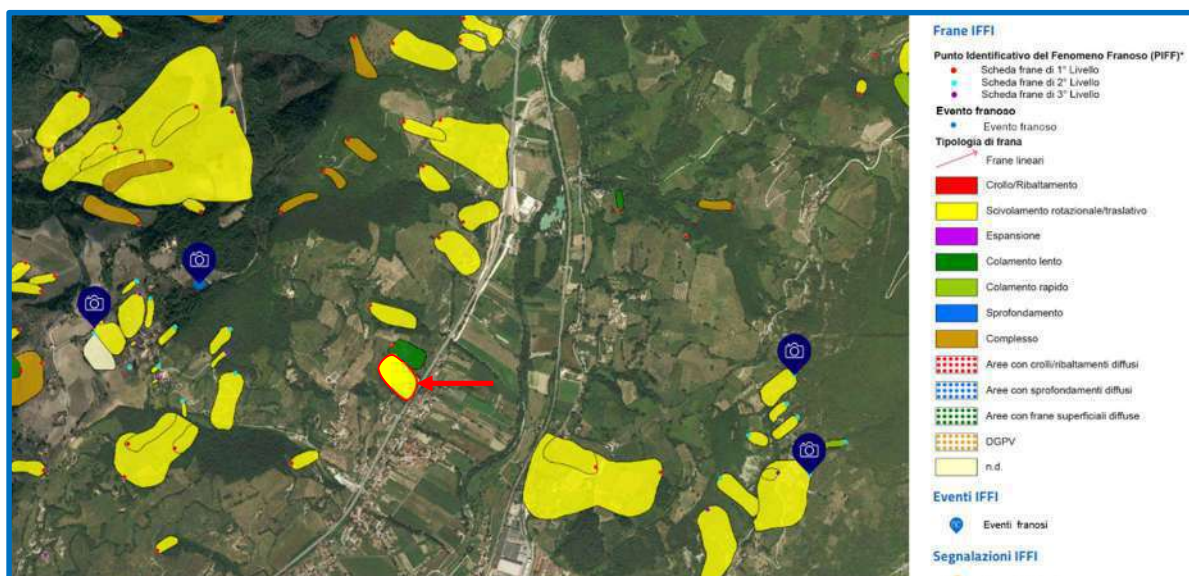 Frane IFFI
Punto Identificativo del Fenomeno Franoso (PIFF)*
Scheda frane di 1° Livello
Scheda frane di 2° Livello
Scheda frane di 3° Livello
Evento franoso
Evento franoso
Tipologia di frana
Frane lineari
Crollo/Ribaltamento
Scivolamento rotazionale/traslativo
Espansione
Colamento lento
Colamento rapido
Sprofondamento
Complesso
Aree con crolli/ribaltamenti diffusi
Aree con sprofondamenti diffusi
Aree con frane superficiali diffuse
DGPV
n.d.
Eventi IFFI
Eventi franosi
Segnalazioni IFFI